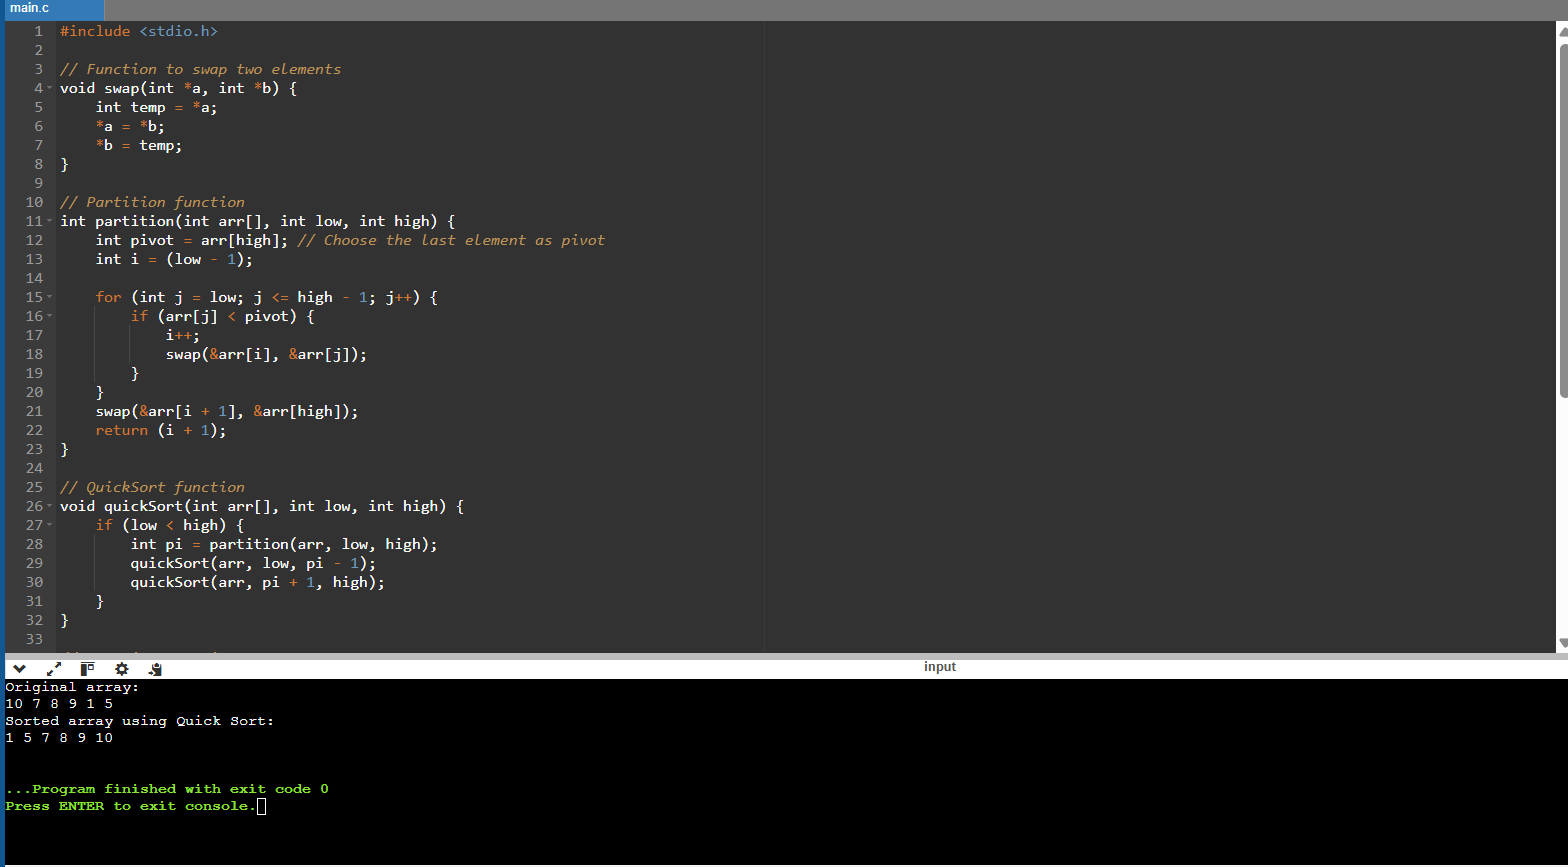 main.c
1 #include <stdio.h>
2
3 // Function to swap two elements
4 void swap(int *a, int *b) {
5     int temp = *a;
6     *a = *b;
7     *b = temp;
8 }
9
10 // Partition function
11 int partition(int arr[], int low, int high) {
12     int pivot = arr[high]; // Choose the last element as pivot
13     int i = (low - 1);
14
15     for (int j = low; j <= high - 1; j++) {
16         if (arr[j] < pivot) {
17             i++;
18             swap(&arr[i], &arr[j]);
19         }
20     }
21     swap(&arr[i + 1], &arr[high]);
22     return (i + 1);
23 }
24
25 // QuickSort function
26 void quickSort(int arr[], int low, int high) {
27     if (low < high) {
28         int pi = partition(arr, low, high);
29         quickSort(arr, low, pi - 1);
30         quickSort(arr, pi + 1, high);
31     }
32 }
33
input
Original array:
10 7 8 9 1 5
Sorted array using Quick Sort:
1 5 7 8 9 10
...Program finished with exit code 0
Press ENTER to exit console.